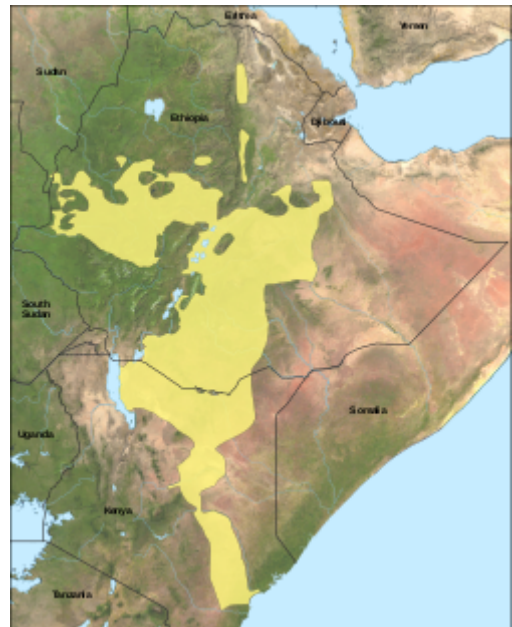 Eritrea
Yemen
Sudan
Ethiopia
Djibouti
South
Sudan
Somalia
Uganda
Kenya
Tanzania